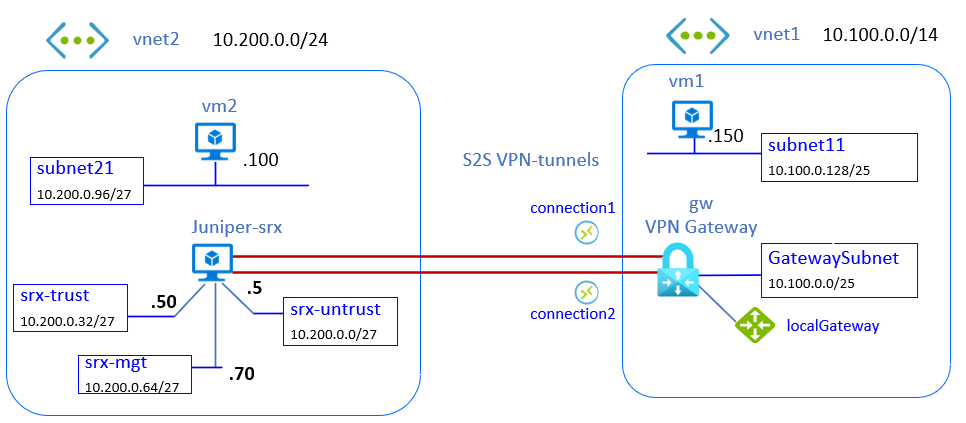 vnet2 10.200.0.0/24
vnet1 10.100.0.0/14
vm2
.100
subnet21
10.200.0.96/27
Juniper-srx
srx-trust
10.200.0.32/27
.50
.5
srx-untrust
10.200.0.0/27
srx-mgt
10.200.0.64/27
.70
S2S VPN-tunnels
connection1
connection2
vm1
.150
subnet11
10.100.0.128/25
gw
VPN Gateway
GatewaySubnet
10.100.0.0/25
localGateway